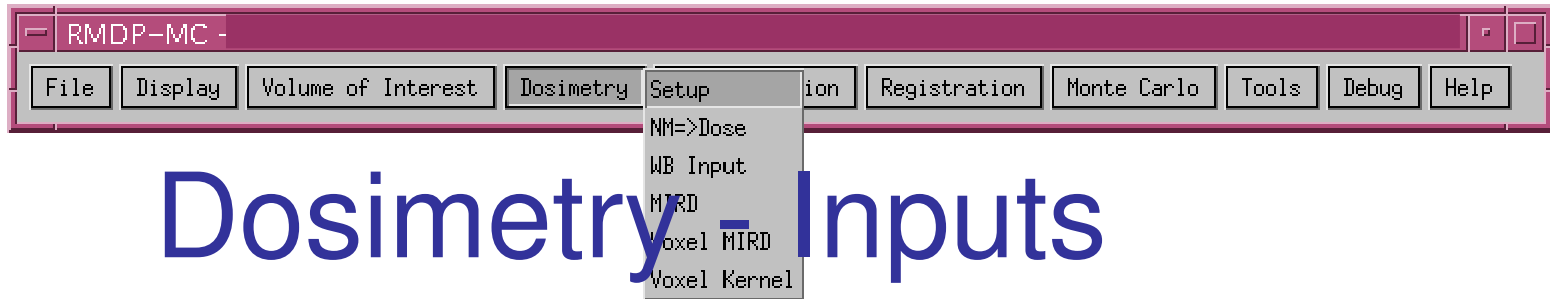 RMDP-MC -
File Display Volume of Interest Dosimetry ion Registration Monte Carlo Tools Debug Help
Setup
NM=>Dose
WB Input
MIRD
Voxel MIRD
Voxel Kernel
Dosimetry - Inputs